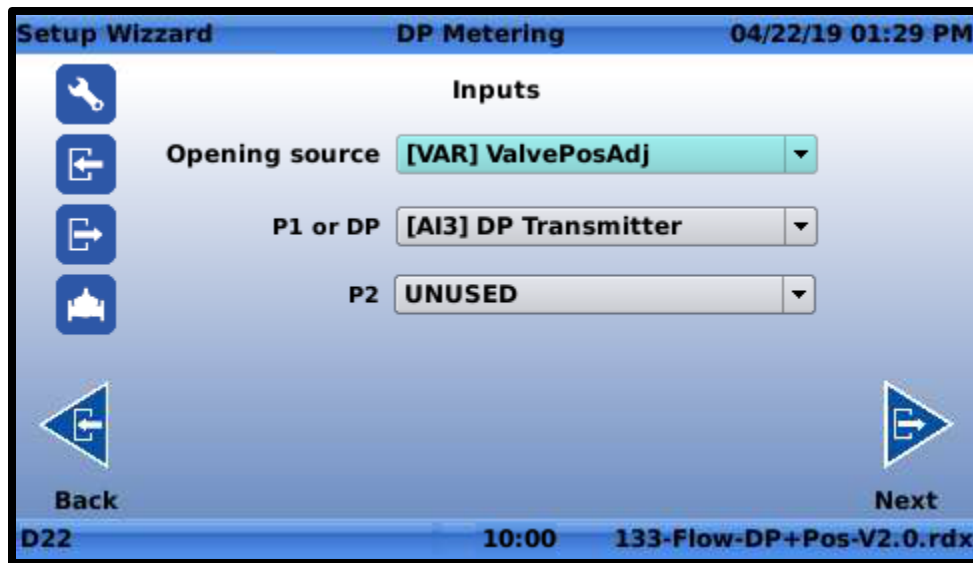 Setup Wizzard DP Metering 04/22/19 01:29 PM
Inputs
Opening source [VAR] ValvePosAdj
P1 or DP [AI3] DP Transmitter
P2 UNUSED
Back Next
D22 10:00 133-Flow-DP+Pos-V2.0.rdx